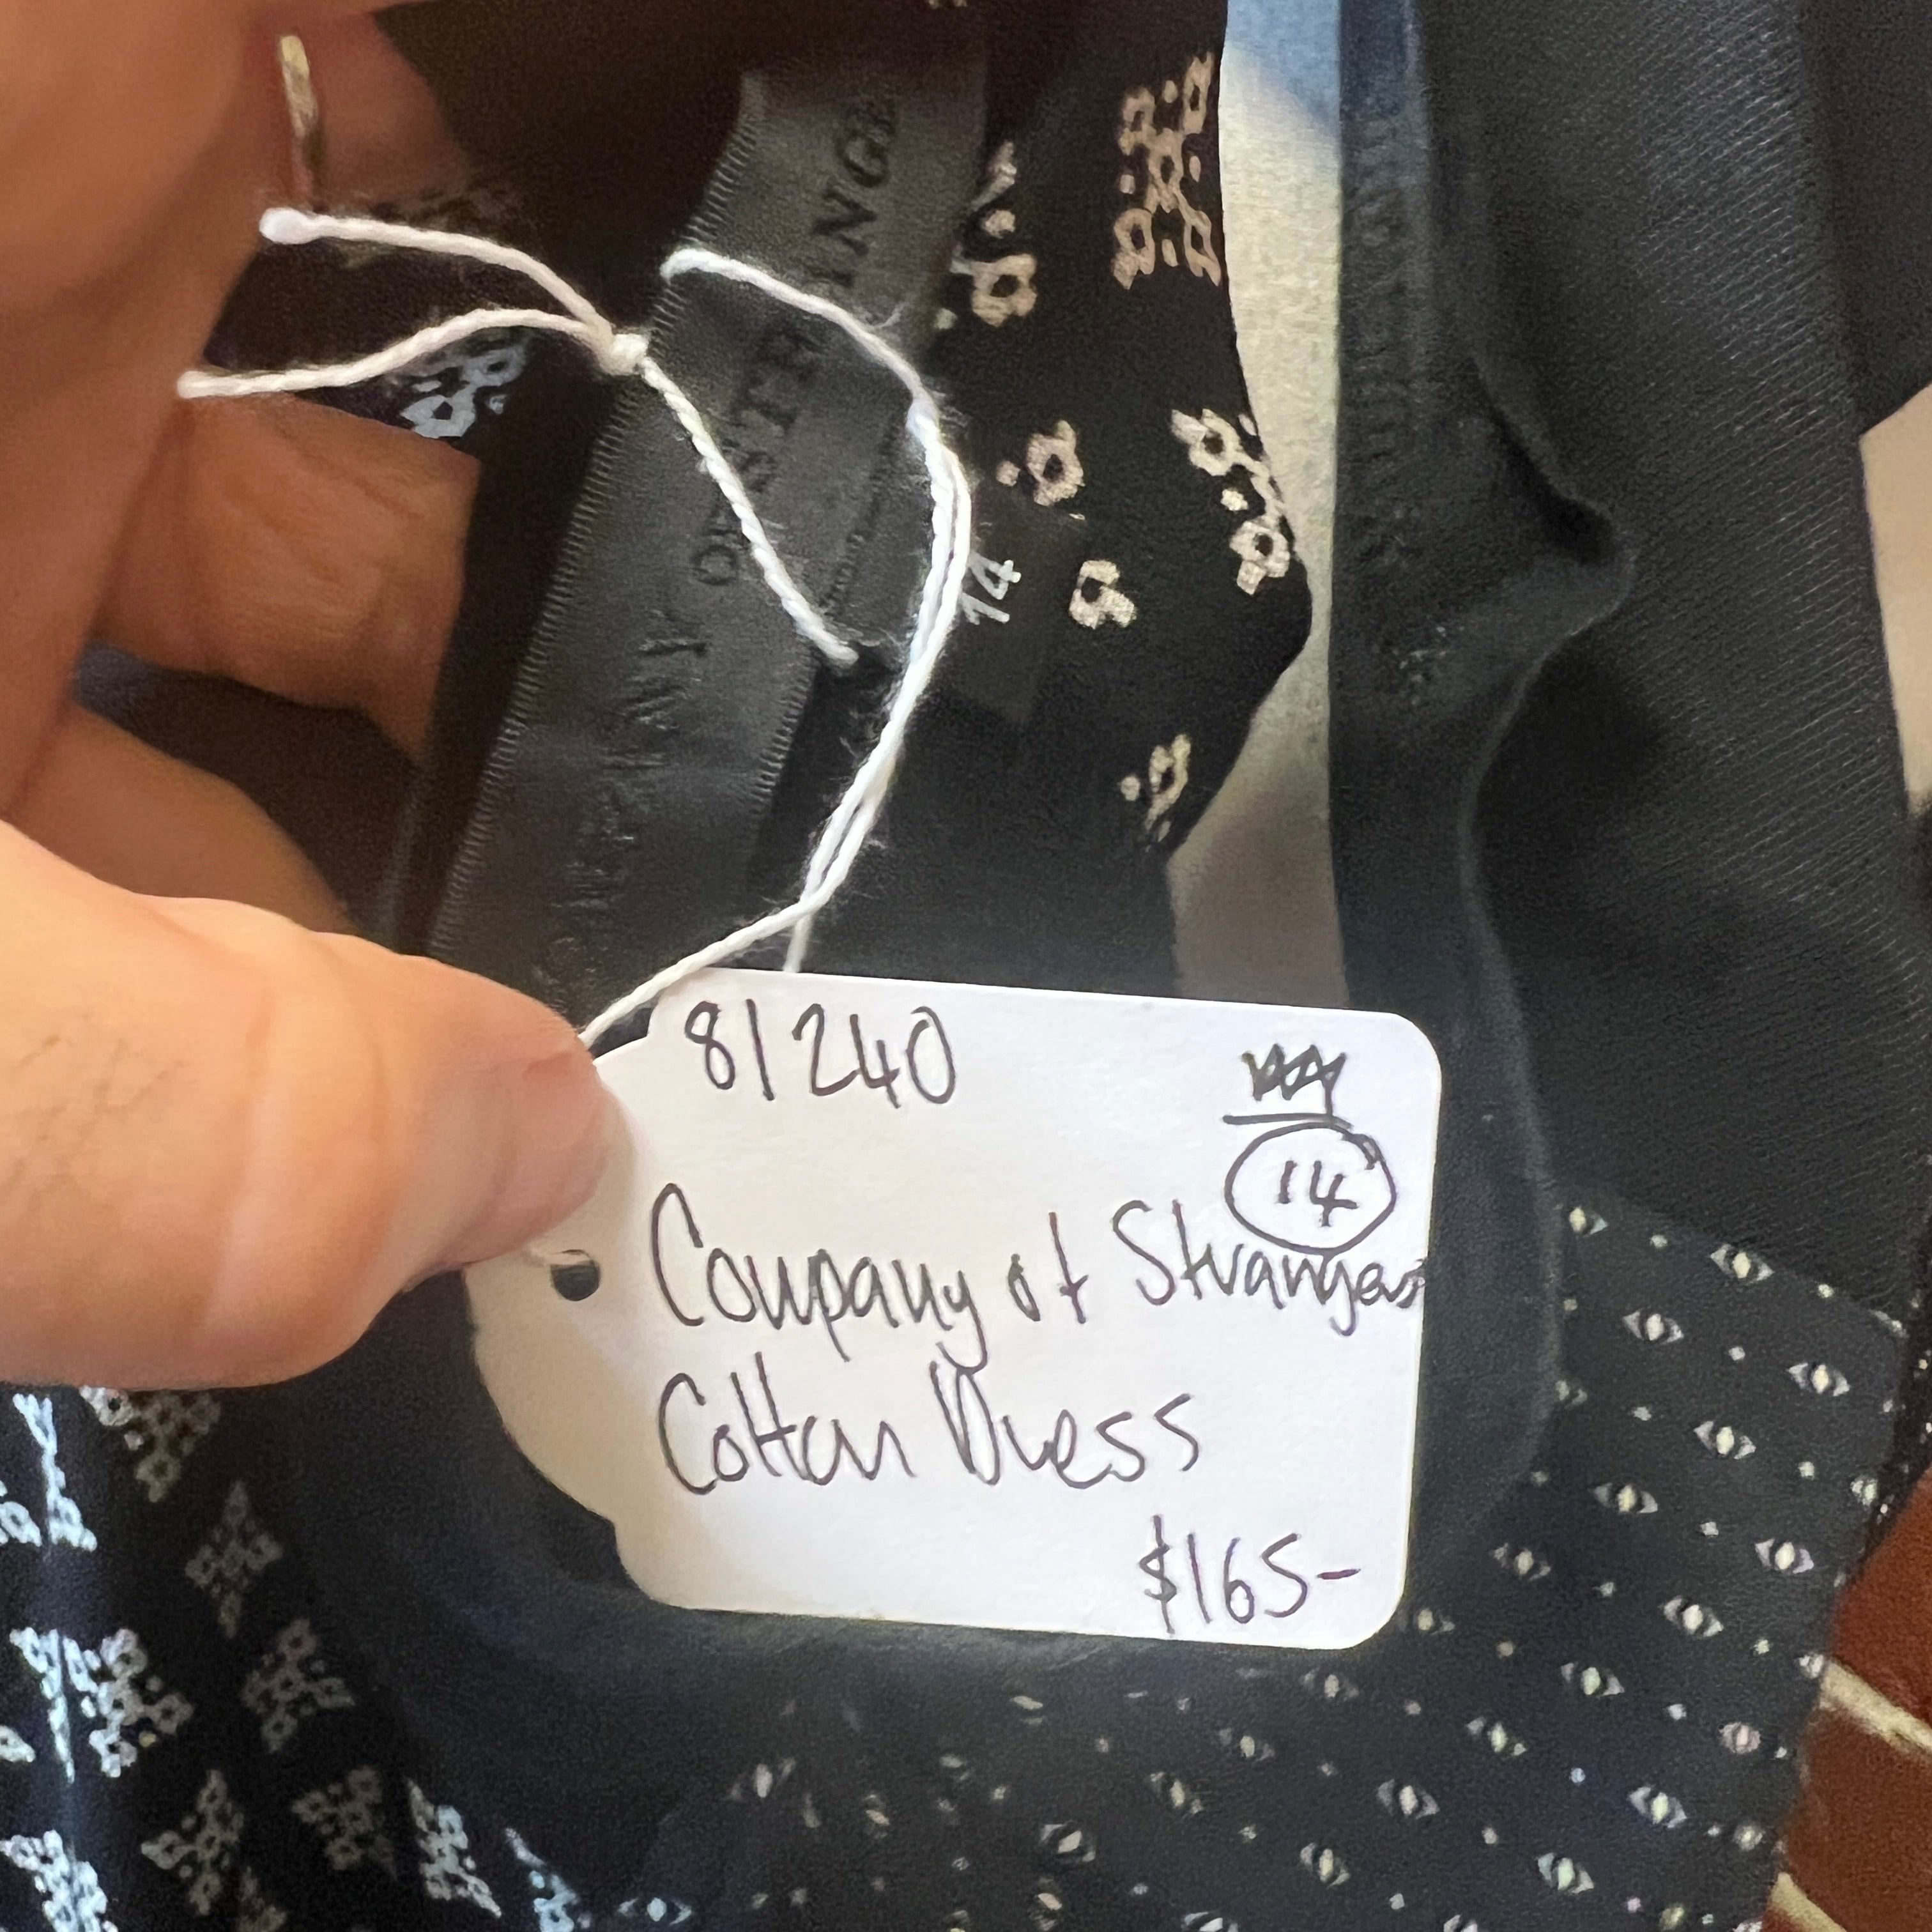 81240
14
Company of Strangers
Cotton Dress
$165-
14